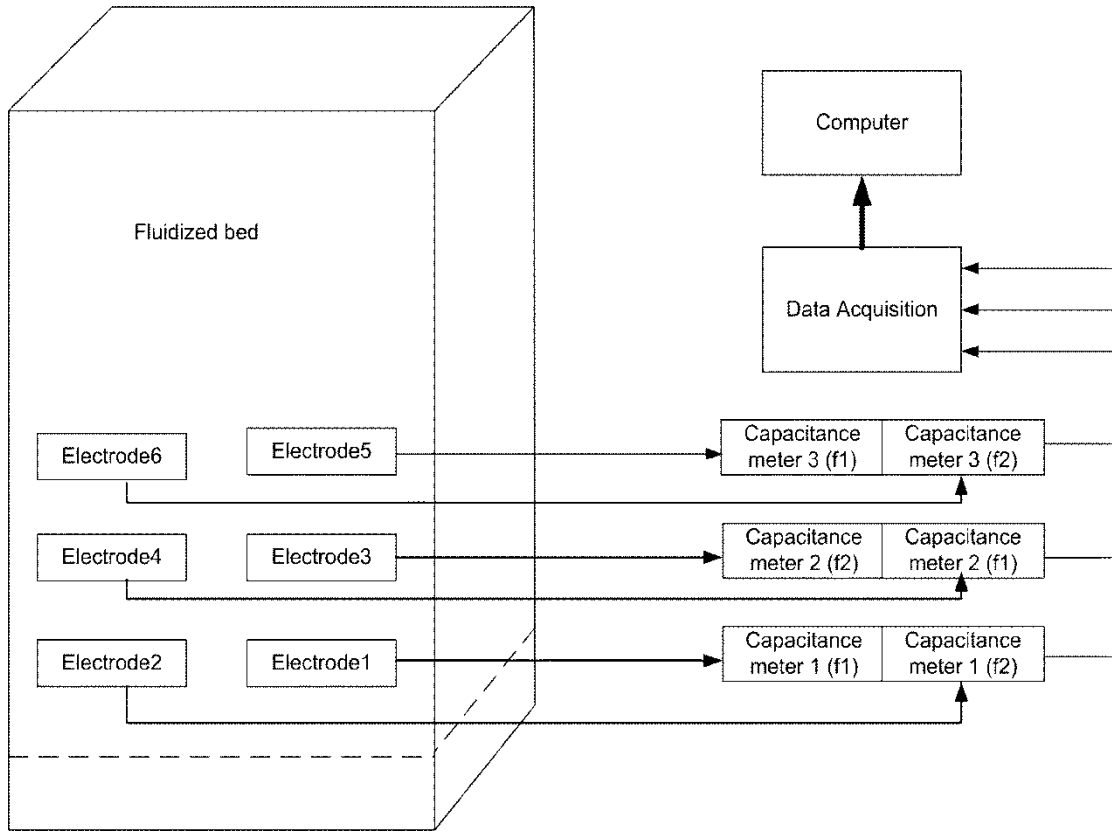 Computer
Fluidized bed
Data Acquisition
Electrode6
Electrode5
Capacitance
meter 3 (f1)
Capacitance
meter 3 (f2)
Electrode4
Electrode3
Capacitance
meter 2 (f2)
Capacitance
meter 2 (f1)
Electrode2
Electrode1
Capacitance
meter 1 (f1)
Capacitance
meter 1 (f2)